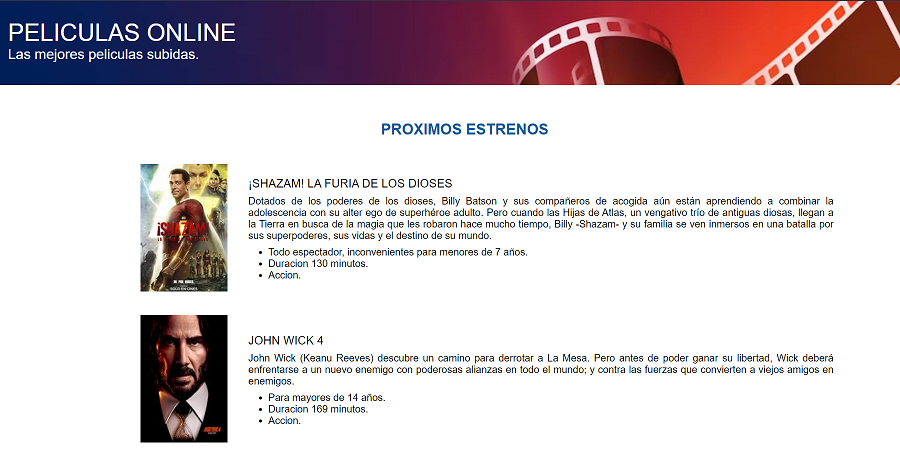 PELICULAS ONLINE
Las mejores peliculas subidas.
PROXIMOS ESTRENOS
¡SHAZAM! LA FURIA DE LOS DIOSES
Dotados de los poderes de los dioses, Billy Batson y sus compañeros de acogida aún están aprendiendo a combinar la
adolescencia con su alter ego de superhéroe adulto. Pero cuando las Hijas de Atlas, un vengativo trío de antiguas diosas, llegan a
la Tierra en busca de la magia que les robaron hace mucho tiempo, Billy -Shazam- y su familia se ven inmersos en una batalla por
sus superpoderes, sus vidas y el destino de su mundo.
¡SHAZAM!
SOLO EN CINES
• Todo espectador, inconvenientes para menores de 7 años.
• Duracion 130 minutos.
• Accion.
JOHN WICK 4
John Wick (Keanu Reeves) descubre un camino para derrotar a La Mesa. Pero antes de poder ganar su libertad, Wick deberá
enfrentarse a un nuevo enemigo con poderosas alianzas en todo el mundo; y contra las fuerzas que convierten a viejos amigos en
enemigos.
• Para mayores de 14 años.
• Duracion 169 minutos.
• Accion.